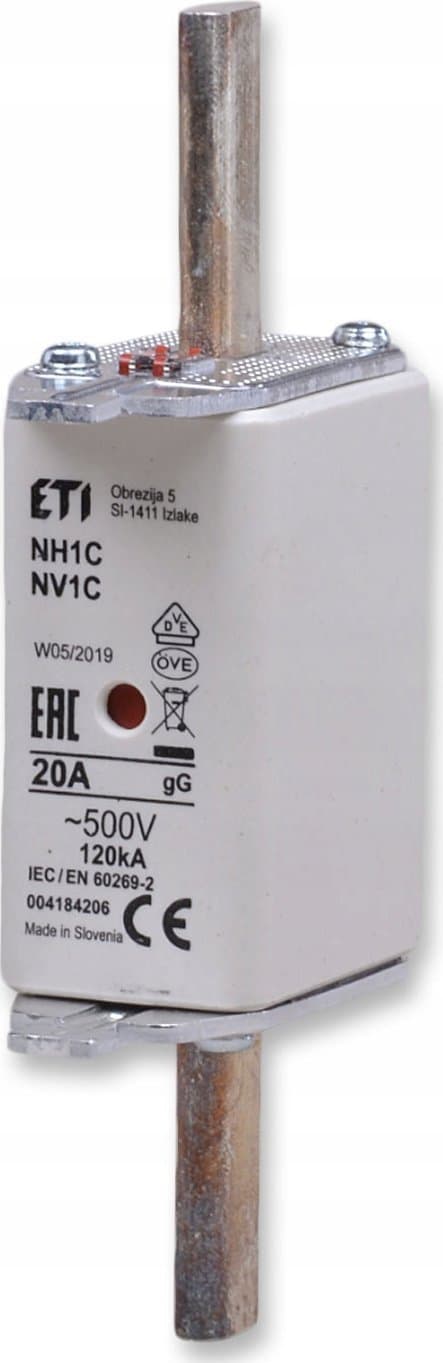 ETI
Obrezija 5
SI-1411 Izlake
NH1C
NV1C
DVE
W05/2019
ÖVE
EAC
20A gG
~500V
120kA
IEC/EN 60269-2
004184206
Made in Slovenia CE